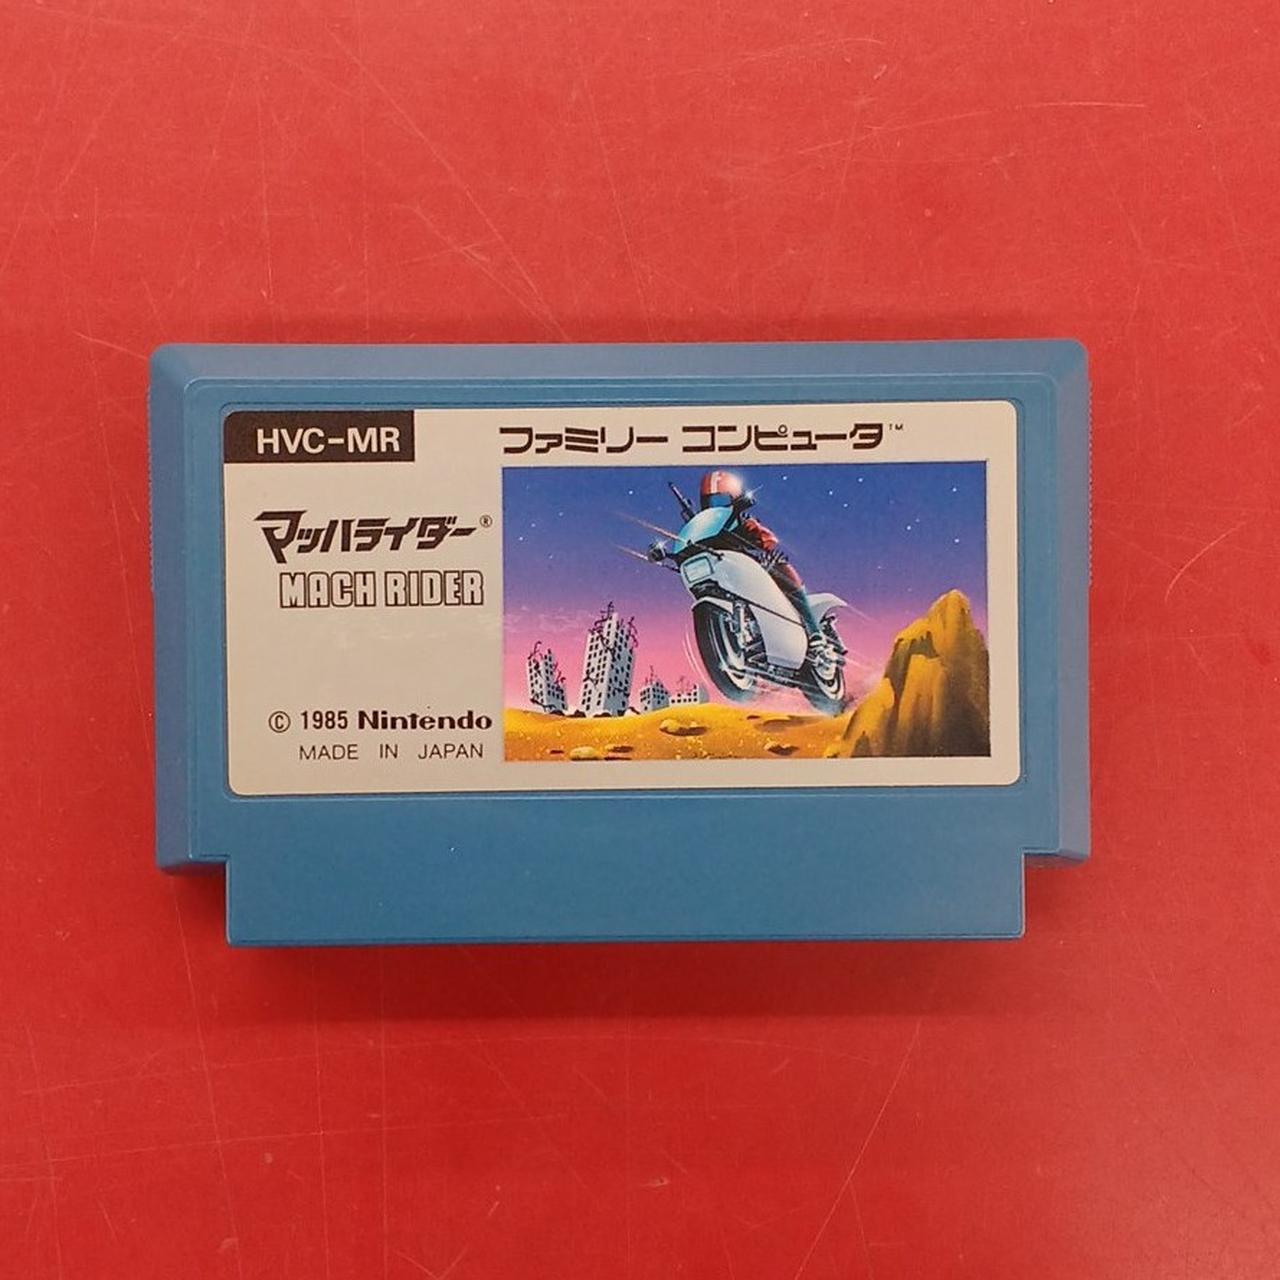 HVC-MR
ファミリー コンピュータ™
マッハライダー®
MACH RIDER
© 1985 Nintendo
MADE IN JAPAN